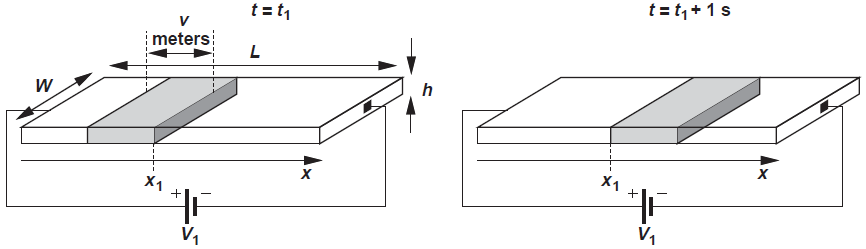 t = t1
v
meters
L
W
h
x1
x
+ −
V1
t = t1 + 1 s
x1
x
+ −
V1